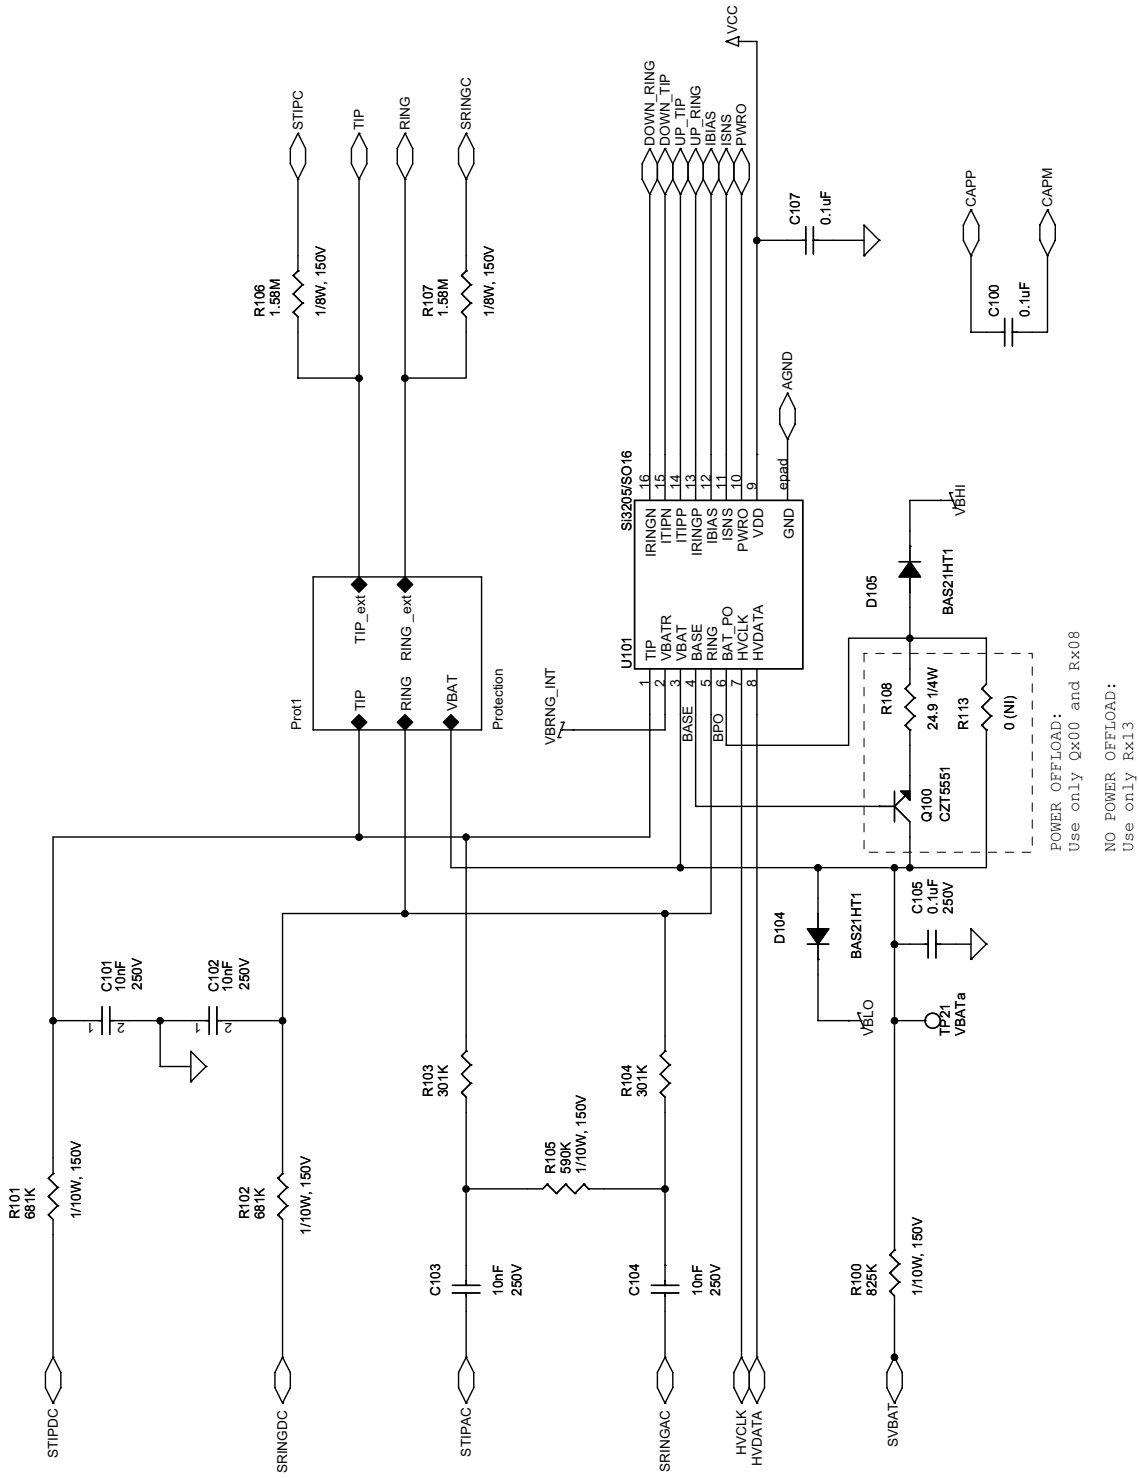 STIPDC
R101
681K
1/10W, 150V
C101
10nF
250V
1
2
C102
10nF
250V
1
2
SRINGDC
R102
681K
1/10W, 150V
Prot1
TIP
RING
VBAT
TIP_ext
RING _ext
Protection
R106
1.58M
1/8W, 150V
STIPC
TIP
RING
R107
1.58M
1/8W, 150V
SRINGC
STIPAC
C103
10nF
250V
R103
301K
R105
590K
1/10W, 150V
SRINGAC
C104
10nF
250V
R104
301K
HVCLK
HVDATA
VBRNG_INT
BASE
BPO
U101
Si3205/SO16
1
2
3
4
5
6
7
8
TIP
VBATR
VBAT
BASE
RING
BAT_PO
HVCLK
HVDATA
IRINGN
ITIPN
ITIPP
IRINGP
IBIAS
ISNS
PWRO
VDD
GND
16
15
14
13
12
11
10
9
epad
AGND
DOWN_RING
DOWN_TIP
UP_TIP
UP_RING
IBIAS
ISNS
PWRO
VCC
C107
0.1uF
SVBAT
R100
825K
1/10W, 150V
VBLO
D104
BAS21HT1
TP21
VBATa
C105
0.1uF
250V
Q100
CZT5551
R108
24.9 1/4W
R113
0 (NI)
D105
BAS21HT1
VBHI
CAPP
C100
0.1uF
CAPM
POWER OFFLOAD:
Use only Qx00 and Rx08
NO POWER OFFLOAD:
Use only Rx13